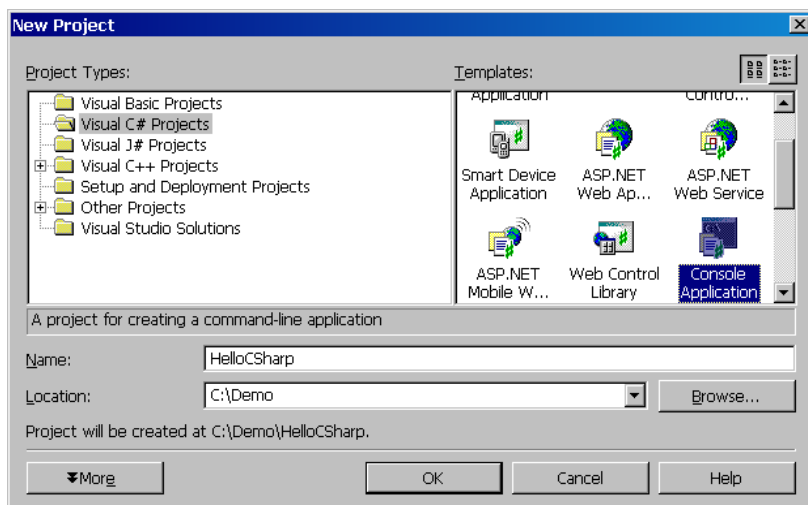 New Project
Project Types:
Visual Basic Projects
Visual C# Projects
Visual J# Projects
Visual C++ Projects
Setup and Deployment Projects
Other Projects
Visual Studio Solutions
Templates:
Application
Contro...
Smart Device
Application
ASP.NET
Web Ap...
ASP.NET
Web Service
ASP.NET
Mobile W...
Web Control
Library
Console
Application
A project for creating a command-line application
Name:
HelloCSharp
Location:
C:\Demo
Browse...
Project will be created at C:\Demo\HelloCSharp.
More
OK
Cancel
Help